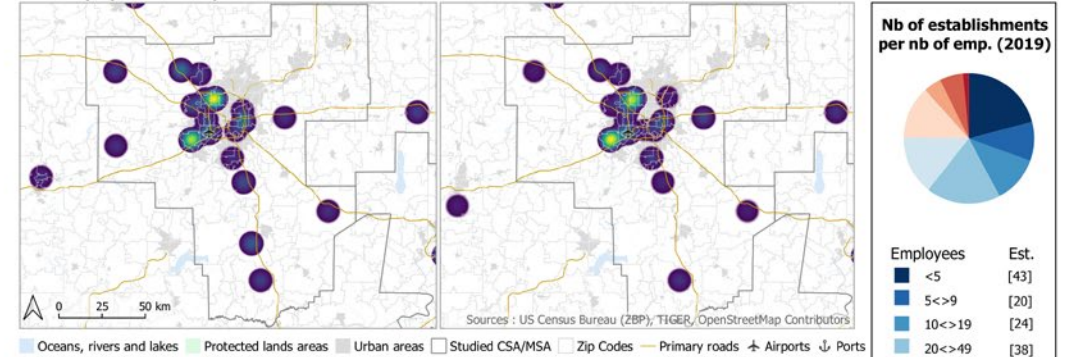 Nb of establishments
per nb of emp. (2019)
0 25 50 km
Sources : US Census Bureau (ZBP), TIGER, OpenStreetMap Contributors
Oceans, rivers and lakes
Protected lands areas
Urban areas
Studied CSA/MSA
Zip Codes
Primary roads
Airports
Ports
Employees Est.
<5 [43]
5<>9 [20]
10<>19 [24]
20<>49 [38]